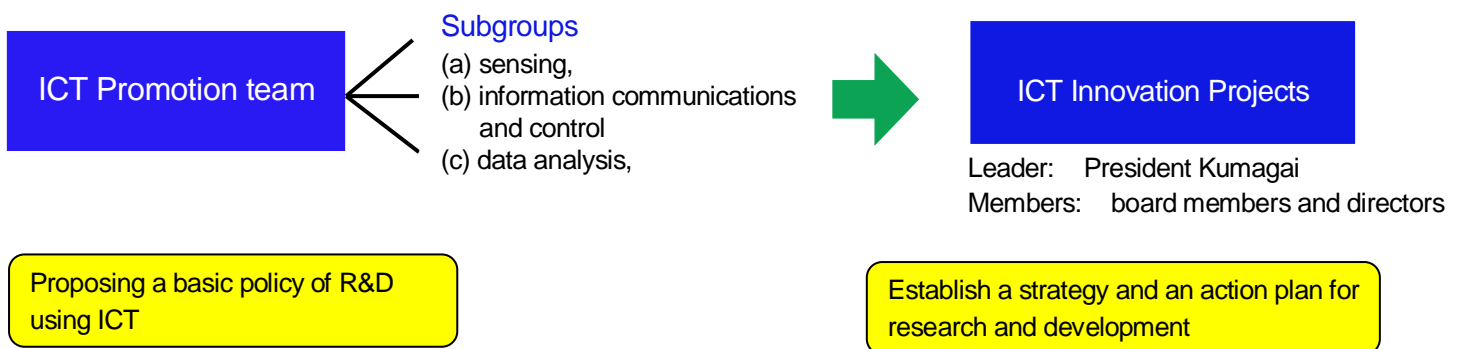 ICT Promotion team
Subgroups
(a) sensing,
(b) information communications
and control
(c) data analysis,
ICT Innovation Projects
Leader: President Kumagai
Members: board members and directors
Proposing a basic policy of R&D
using ICT
Establish a strategy and an action plan for
research and development